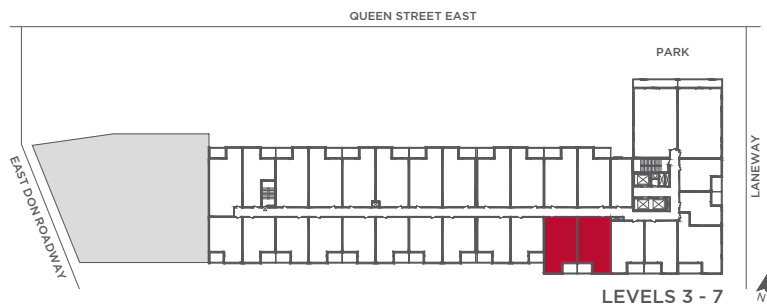 QUEEN STREET EAST
PARK
EAST DON ROADWAY
LANEWAY
LEVELS 3 - 7
N